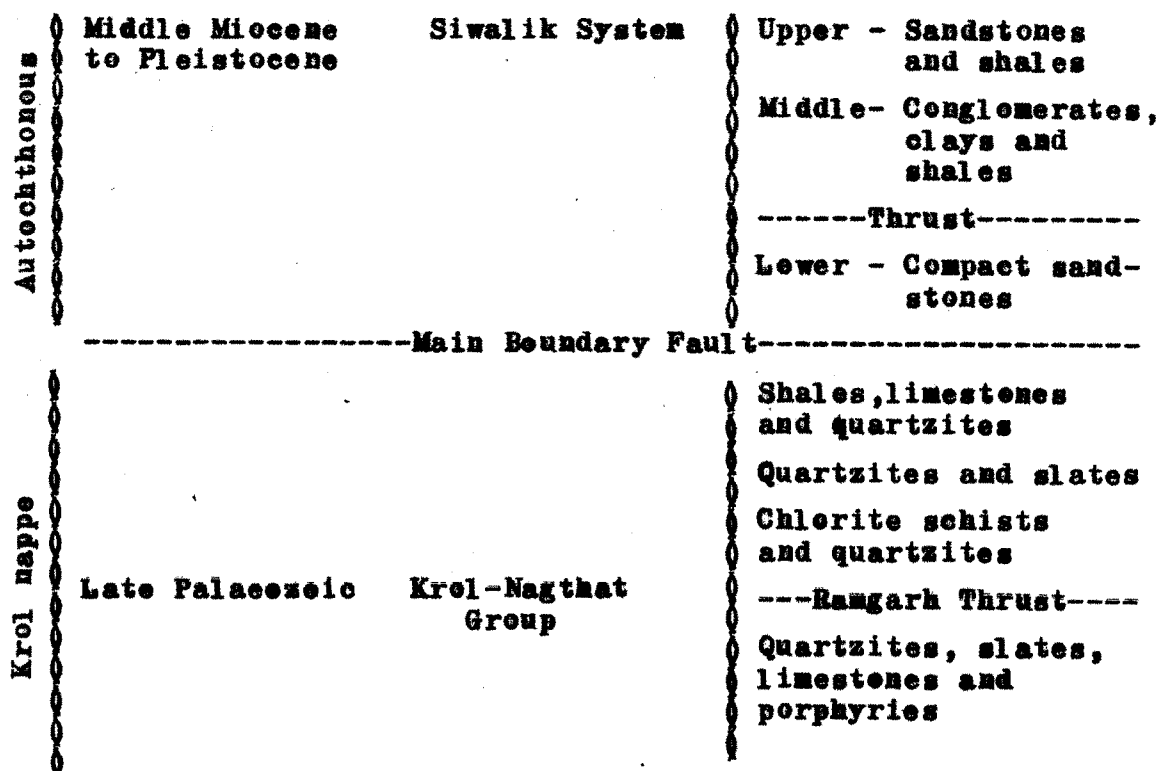 Autochthonous
Middle Miocene Siwalik System Upper - Sandstones
to Pleistocene and shales
Middle- Conglomerates,
clays and
shales
------Thrust---------
Lower - Compact sand-
stones
------------------Main Boundary Fault---------------------
Krol nappe
Shales,limestones
and quartzites
Quartzites and slates
Chlorite schists
and quartzites
Late Palaeozoic Krol-Nagthat ---Ramgarh Thrust----
Group
Quartzites, slates,
limestones and
porphyries